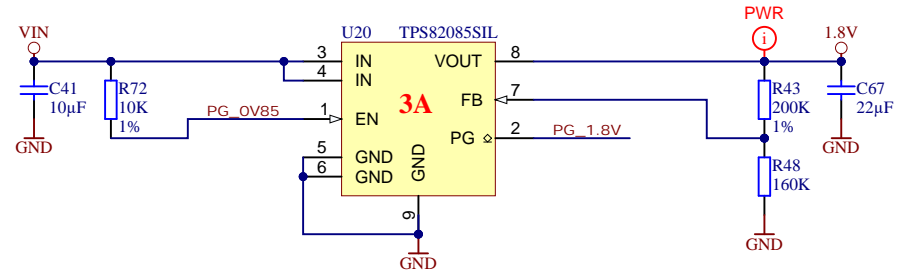 PWR
VIN
U20 TPS82085SIL
1.8V
3 IN VOUT 8
4 IN
C41
10µF
R72
10K
1%
3A
FB 7
R43
200K
1%
C67
22µF
PG_0V85
1 EN
PG 2
PG_1.8V
GND
GND
5 GND
6 GND
GND
9
R48
160K
GND
GND